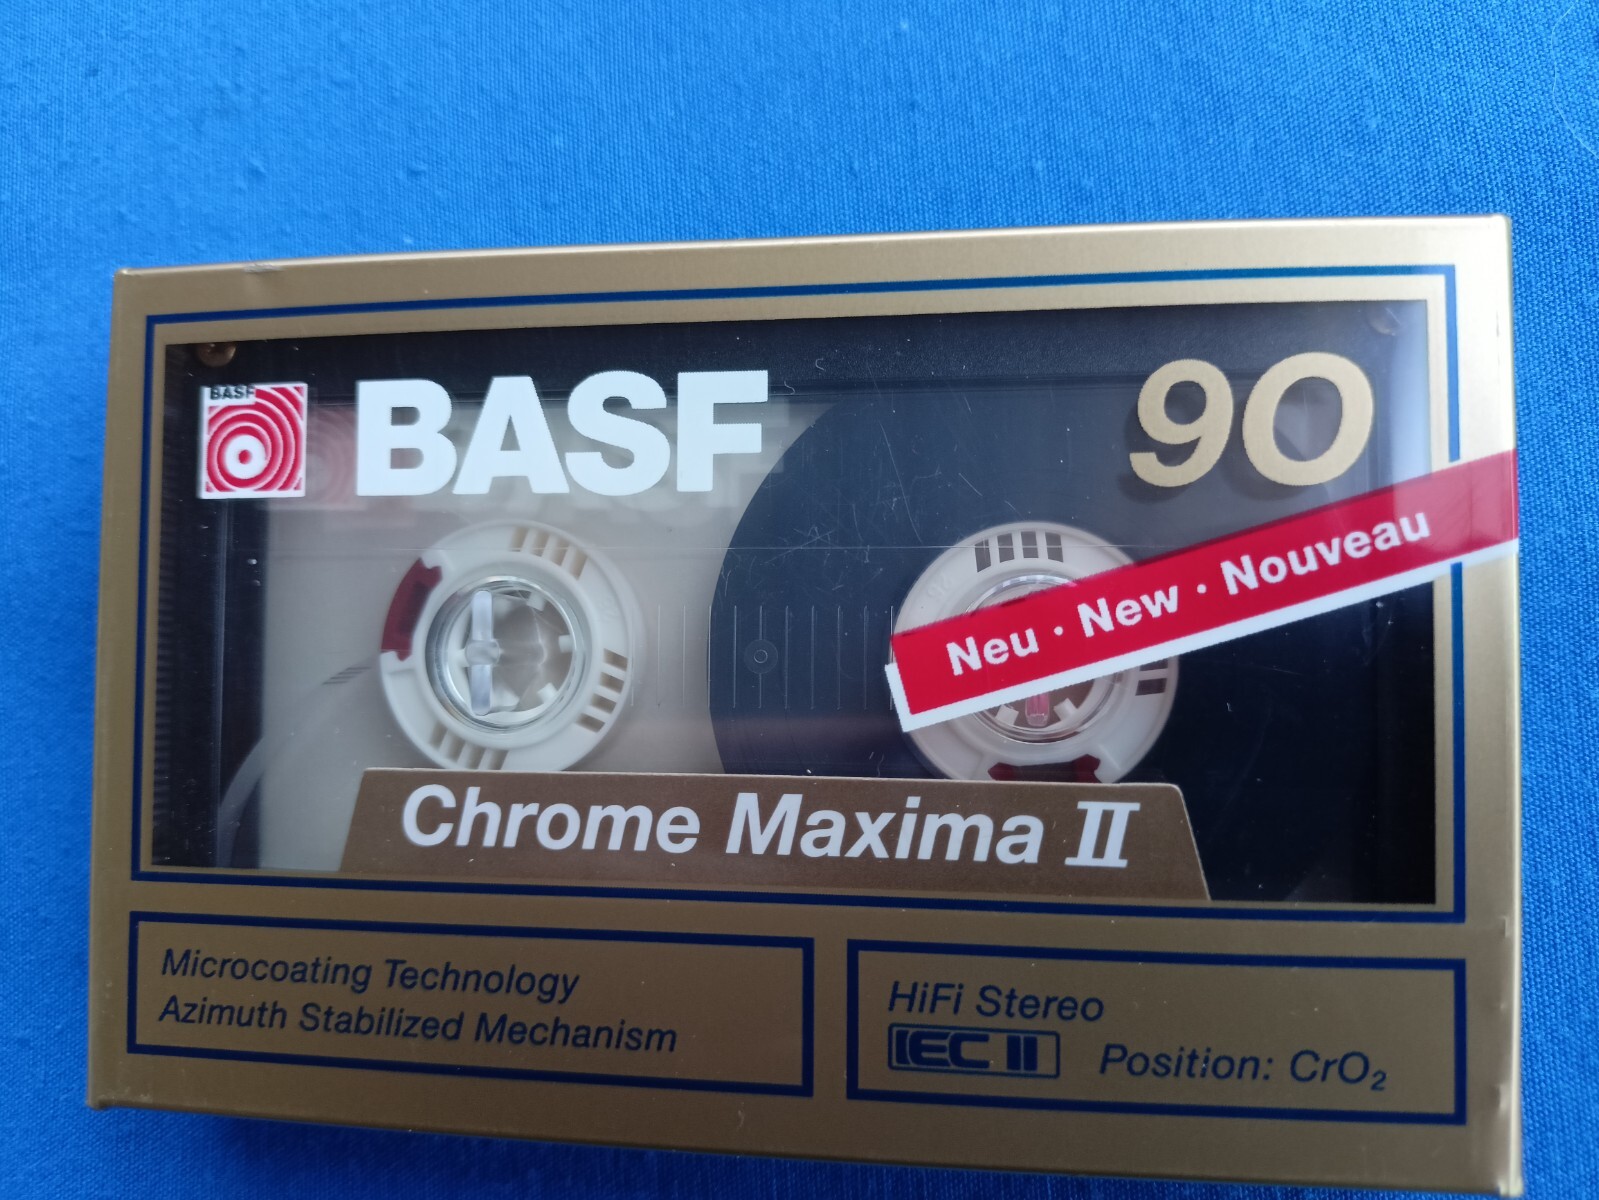 BASF
BASF
90
Neu · New · Nouveau
Chrome Maxima II
Microcoating Technology
Azimuth Stabilized Mechanism
HiFi Stereo
IEC II Position: CrO₂